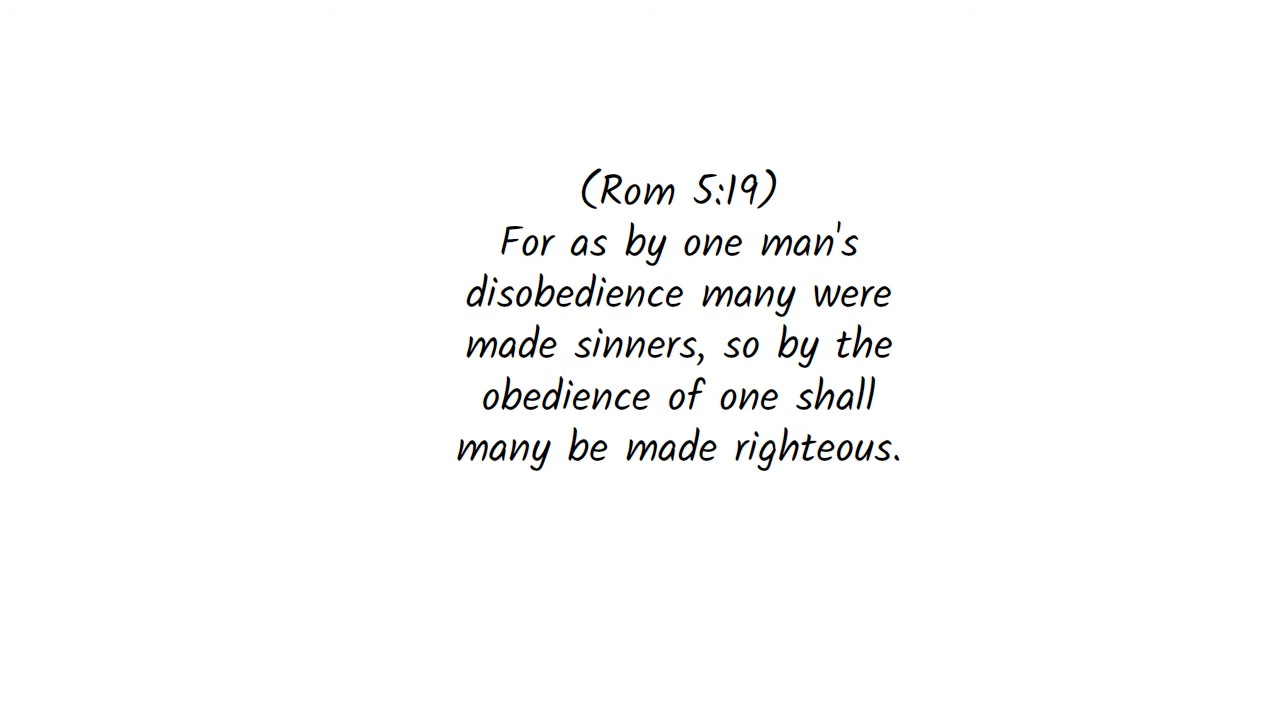 (Rom 5:19)
For as by one man's
disobedience many were
made sinners, so by the
obedience of one shall
many be made righteous.